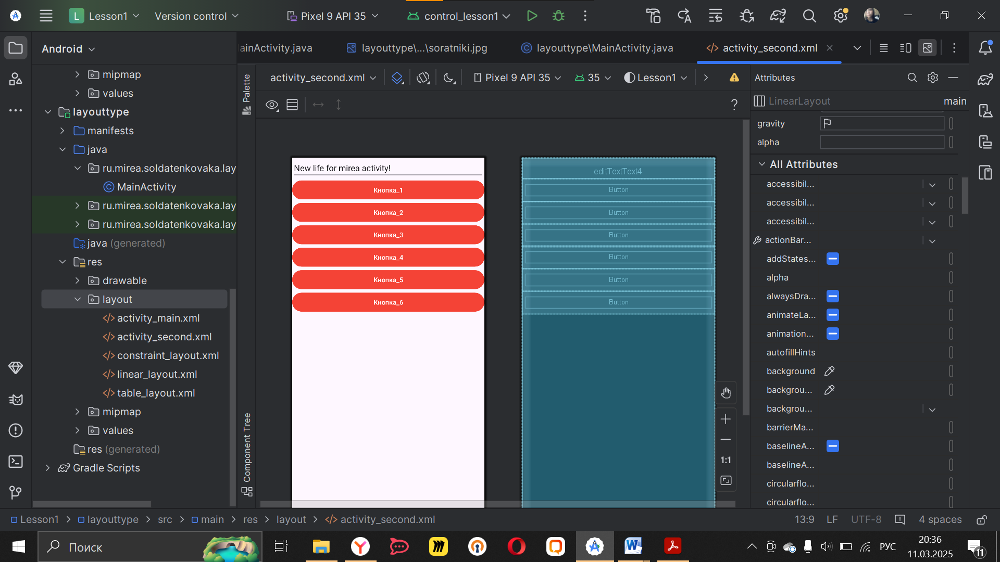 L Lesson1
Version control
Pixel 9 API 35
control_lesson1
Android
ainActivity.java
layouttype\...\soratniki.jpg
layouttype\MainActivity.java
activity_second.xml
mipmap
values
layouttype
manifests
java
ru.mirea.soldatenkovaka.lay
MainActivity
ru.mirea.soldatenkovaka.lay
ru.mirea.soldatenkovaka.lay
java (generated)
res
drawable
layout
activity_main.xml
activity_second.xml
constraint_layout.xml
linear_layout.xml
table_layout.xml
mipmap
values
res (generated)
Gradle Scripts
Palette
Component Tree
activity_second.xml
Pixel 9 API 35
35
Lesson1
?
New life for mirea activity!
Кнопка_1
Кнопка_2
Кнопка_3
Кнопка_4
Кнопка_5
Кнопка_6
editTextText4
Button
Button
Button
Button
Button
Button
1:1
Attributes
LinearLayout
main
gravity
alpha
All Attributes
accessibil...
accessibil...
accessibil...
actionBar...
addStates...
alpha
alwaysDra...
animateLa...
animation...
autofillHints
background
backgrou...
backgrou...
barrierMa...
baselineA...
baselineA...
circularflo...
circularflo...
Lesson1 > layouttype > src > main > res > layout > activity_second.xml
13:9
LF
UTF-8
4 spaces
Поиск
РУС
20:36
11.03.2025
11